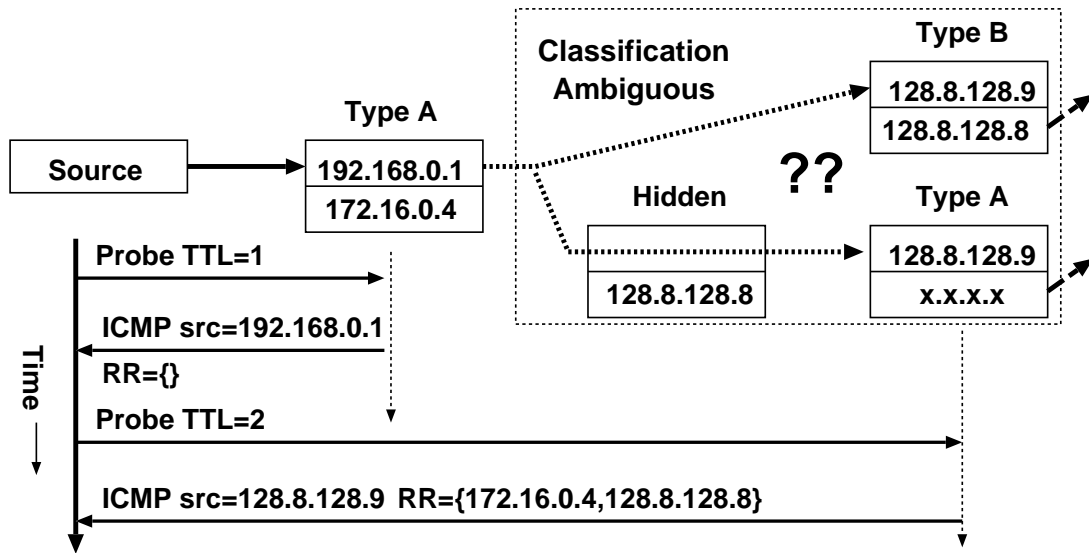 Type B
Classification
Ambiguous
128.8.128.9
128.8.128.8
Type A
Source
192.168.0.1
172.16.0.4
??
Hidden
Type A
128.8.128.8
128.8.128.9
x.x.x.x
Probe TTL=1
ICMP src=192.168.0.1
RR={}
Time
Probe TTL=2
ICMP src=128.8.128.9 RR={172.16.0.4,128.8.128.8}